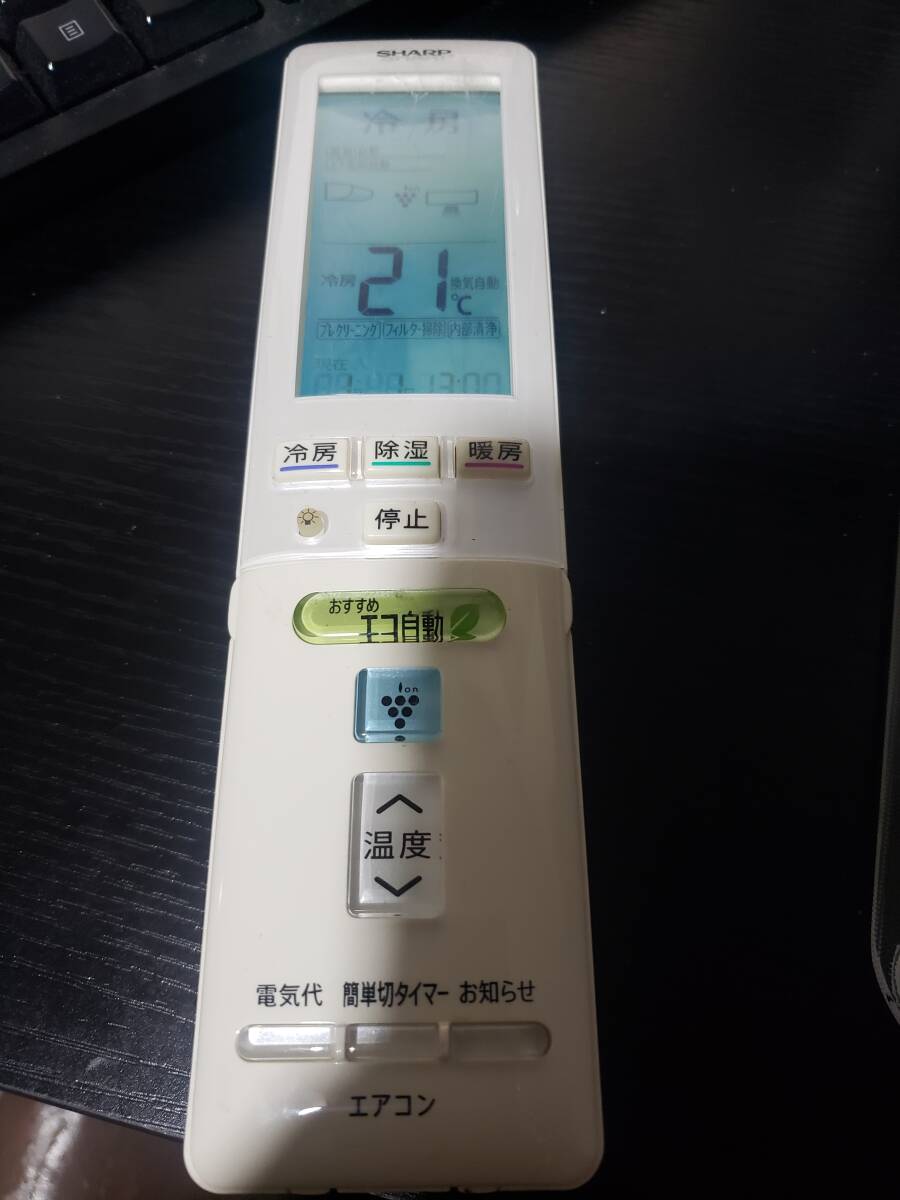 SHARP
冷房
冷房 21℃ 換気自動
プレクリーニング フィルター掃除 内部清浄
現在
13:00
冷房 除湿 暖房
停止
おすすめ
エコ自動
ion
温度
電気代 簡単切タイマー お知らせ
エアコン